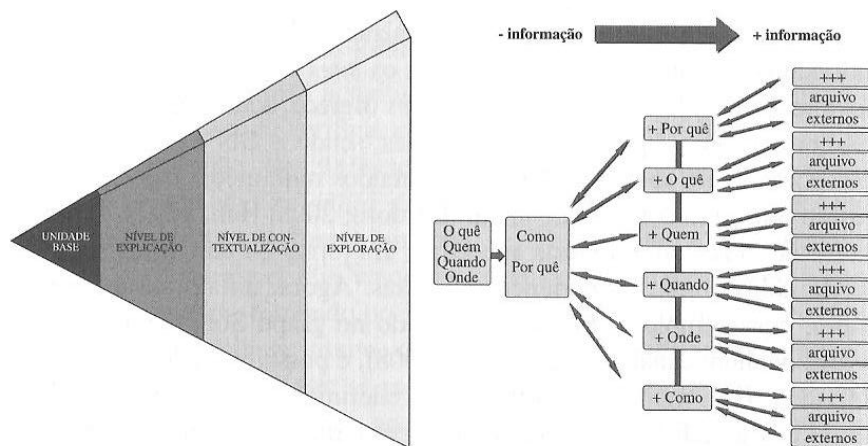 UNIDADE
BASE
NÍVEL DE
EXPLICAÇÃO
NÍVEL DE CON-
TEXTUALIZAÇÃO
NÍVEL DE
EXPLORAÇÃO
- informação
+ informação
O quê
Quem
Quando
Onde
Como
Por quê
+ Por quê
+ O quê
+ Quem
+ Quando
+ Onde
+ Como
+++
arquivo
externos
+++
arquivo
externos
+++
arquivo
externos
+++
arquivo
externos
+++
arquivo
externos
+++
arquivo
externos